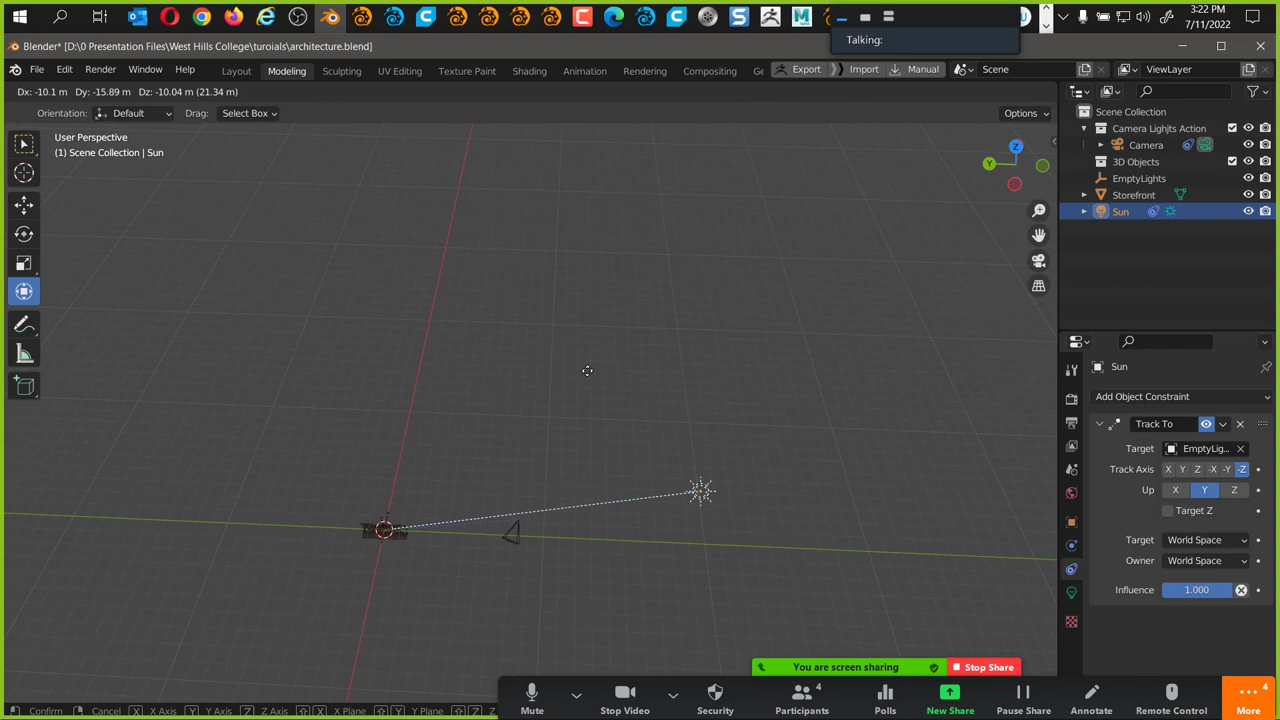 3:22 PM
7/11/2022
Talking:
Blender* [D:\0 Presentation Files\West Hills College\turoials\architecture.blend]
File Edit Render Window Help Layout Modeling Sculpting UV Editing Texture Paint Shading Animation Rendering Compositing Ge Export Import Manual Scene ViewLayer
Dx: -10.1 m Dy: -15.89 m Dz: -10.04 m (21.34 m)
Orientation: Default Drag: Select Box Options
User Perspective
(1) Scene Collection | Sun
Z
Y
Scene Collection
Camera Lights Action
Camera
3D Objects
EmptyLights
Storefront
Sun
Sun
Add Object Constraint
Track To
Target EmptyLig...
Track Axis X Y Z -X -Y -Z
Up X Y Z
Target Z
Target World Space
Owner World Space
Influence 1.000
You are screen sharing Stop Share
Confirm Cancel X X Axis Y Y Axis Z Z Axis X X Plane Y Y Plane Z
4
4
Mute Stop Video Security Participants Polls New Share Pause Share Annotate Remote Control More